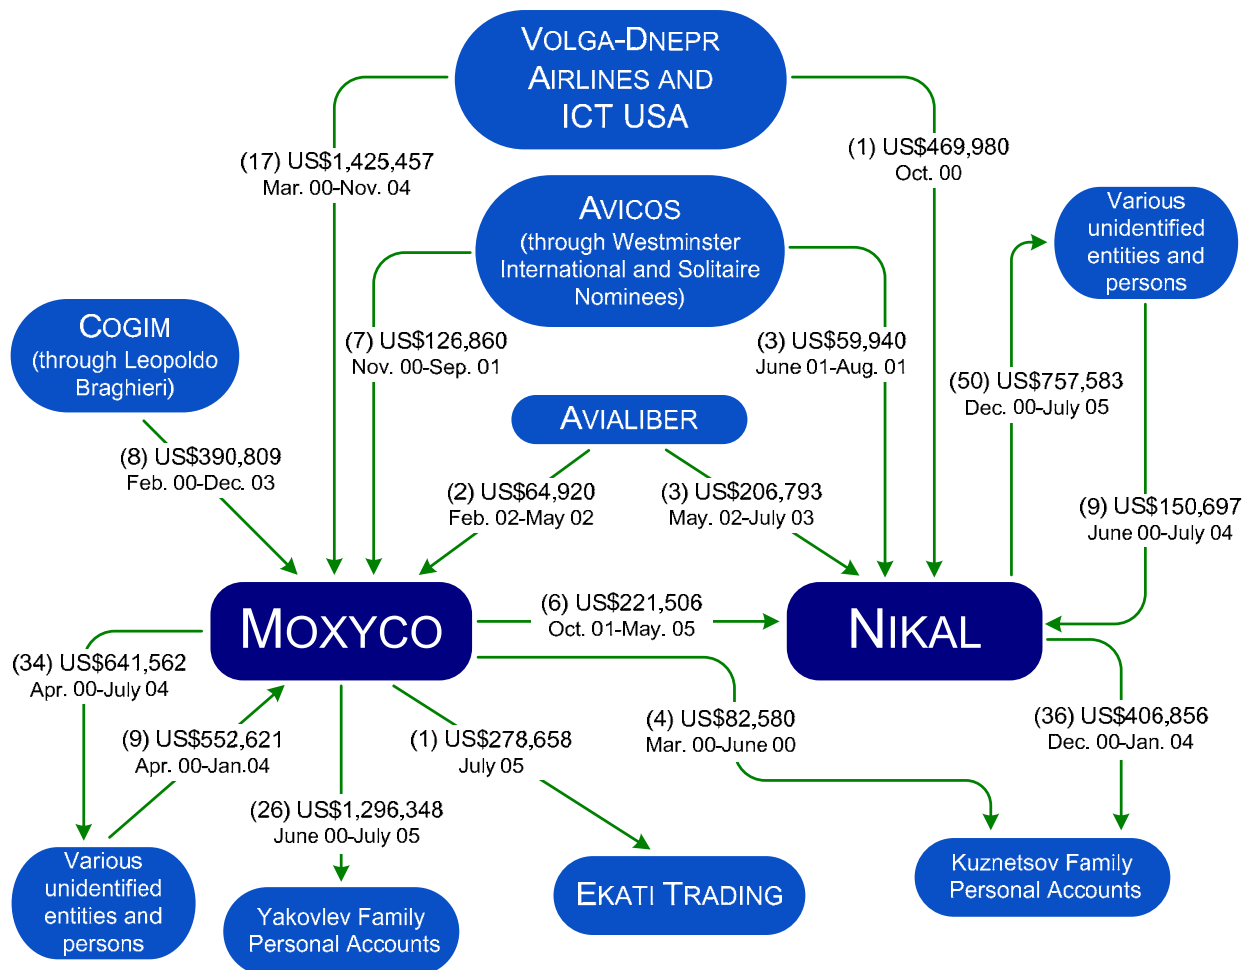 VOLGA-DNEPR
AIRLINES AND
ICT USA
(17) US$1,425,457
Mar. 00-Nov. 04
(1) US$469,980
Oct. 00
AVICOS
(through Westminster
International and Solitaire
Nominees)
Various
unidentified
entities and
persons
COGIM
(through Leopoldo
Braghieri)
(7) US$126,860
Nov. 00-Sep. 01
(3) US$59,940
June 01-Aug. 01
(50) US$757,583
Dec. 00-July 05
AVIALIBER
(8) US$390,809
Feb. 00-Dec. 03
(2) US$64,920
Feb. 02-May 02
(3) US$206,793
May. 02-July 03
(9) US$150,697
June 00-July 04
MOXYCO
(6) US$221,506
Oct. 01-May. 05
NIKAL
(34) US$641,562
Apr. 00-July 04
(9) US$552,621
Apr. 00-Jan.04
(1) US$278,658
July 05
(4) US$82,580
Mar. 00-June 00
(36) US$406,856
Dec. 00-Jan. 04
(26) US$1,296,348
June 00-July 05
Various
unidentified
entities and
persons
Yakovlev Family
Personal Accounts
EKATI TRADING
Kuznetsov Family
Personal Accounts